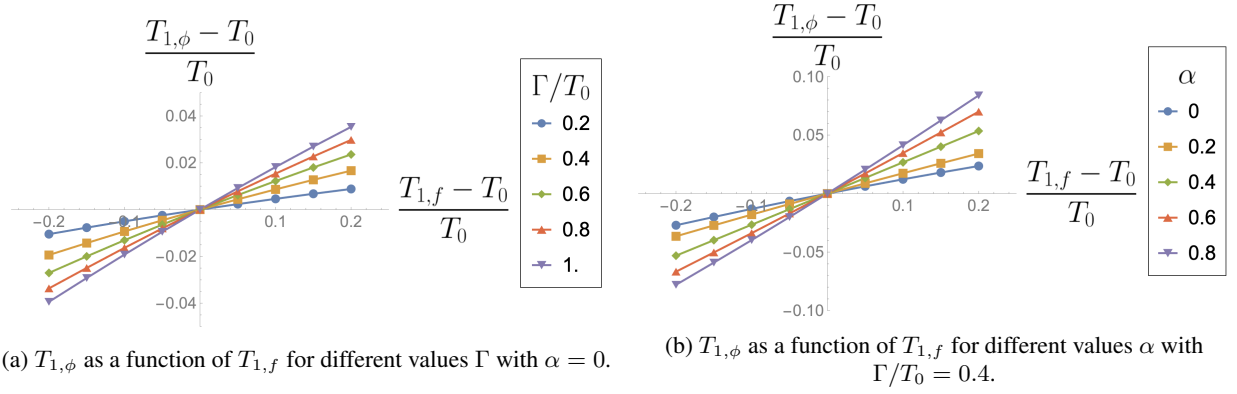 (T_{1,ϕ} − T_0) / T_0
0.04
0.02
−0.2 −0.1 0.1 0.2
−0.02
−0.04
(T_{1,f} − T_0) / T_0
Γ/T_0
0.2
0.4
0.6
0.8
1.
(a) T_{1,ϕ} as a function of T_{1,f} for different values Γ with α = 0.
(T_{1,ϕ} − T_0) / T_0
0.10
0.05
−0.2 −0.1 0.1 0.2
−0.05
−0.10
(T_{1,f} − T_0) / T_0
α
0
0.2
0.4
0.6
0.8
(b) T_{1,ϕ} as a function of T_{1,f} for different values α with
Γ/T_0 = 0.4.